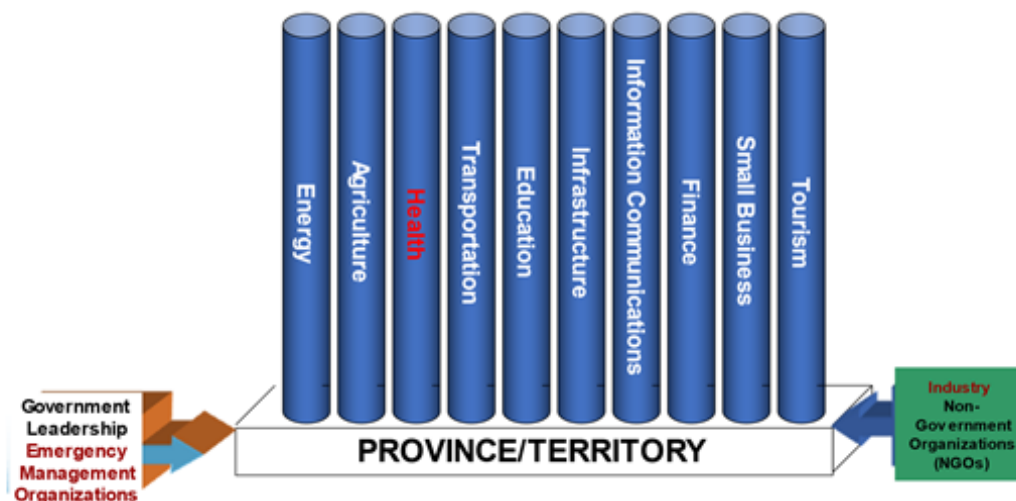 Energy
Agriculture
Health
Transportation
Education
Infrastructure
Information Communications
Finance
Small Business
Tourism
Government
Leadership
Emergency
Management
Organizations
PROVINCE/TERRITORY
Industry
Non-
Government
Organizations
(NGOs)